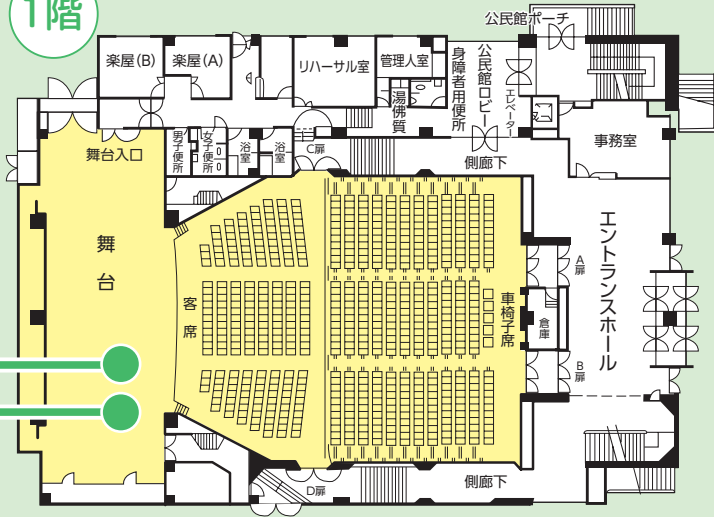 1階
公民館ポーチ
楽屋(B)
楽屋(A)
リハーサル室
管理人室
湯佛質
身障者用便所
公民館ロビー
エレベーター
事務室
舞台入口
男子便所
女子便所
浴室
浴室
C扉
側廊下
エントランスホール
舞台
客席
車椅子席
A扉
倉庫
B扉
D扉
側廊下